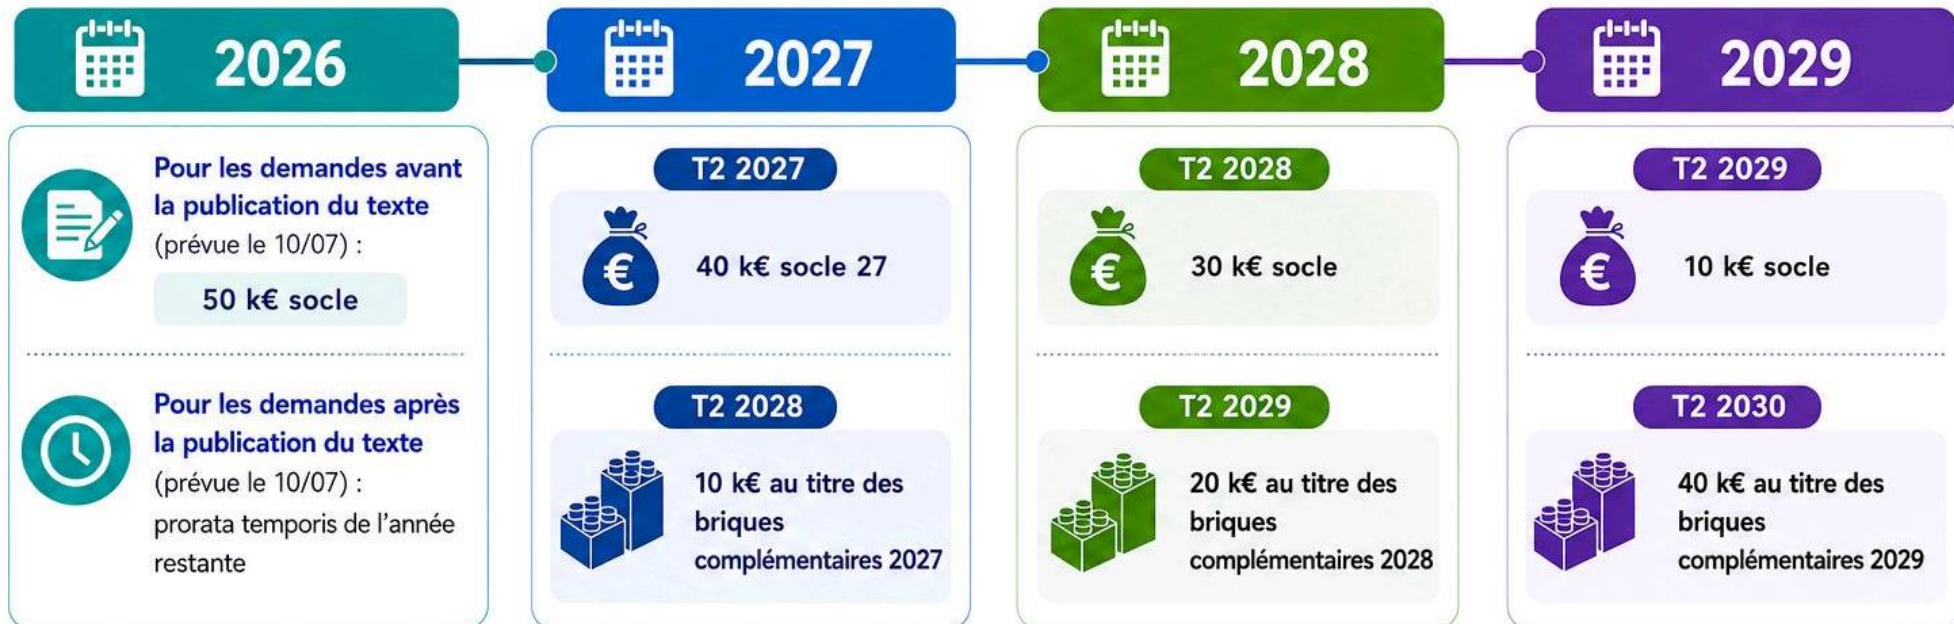 2026
Pour les demandes avant
la publication du texte
(prévue le 10/07) :
50 k€ socle
Pour les demandes après
la publication du texte
(prévue le 10/07) :
prorata temporis de l'année
restante
2027
T2 2027
40 k€ socle 27
T2 2028
10 k€ au titre des
briques
complémentaires 2027
2028
T2 2028
30 k€ socle
T2 2029
20 k€ au titre des
briques
complémentaires 2028
2029
T2 2029
10 k€ socle
T2 2030
40 k€ au titre des
briques
complémentaires 2029